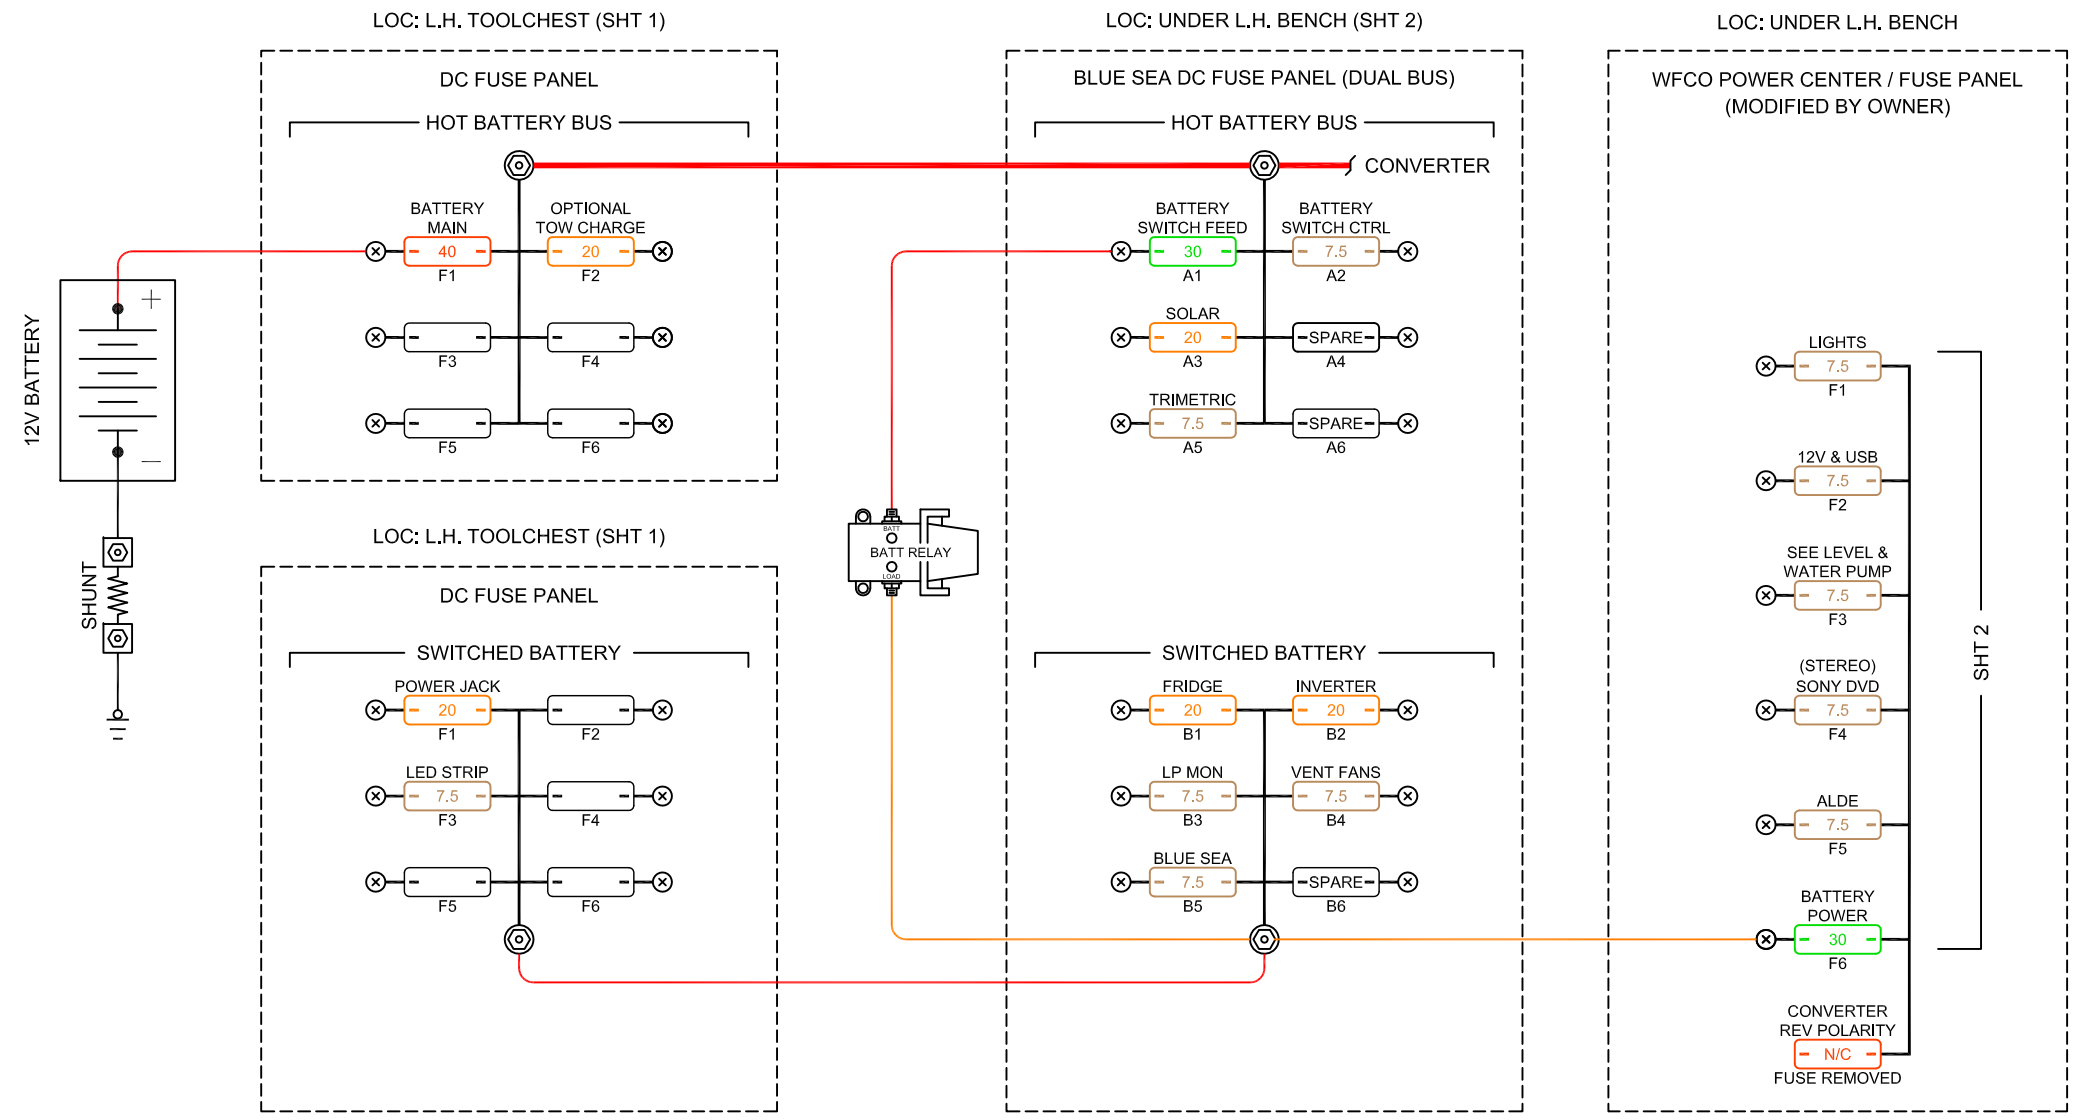 LOC: L.H. TOOLCHEST (SHT 1)
DC FUSE PANEL
HOT BATTERY BUS
BATTERY
MAIN
40
F1
OPTIONAL
TOW CHARGE
20
F2
F3
F4
F5
F6
12V BATTERY
+
—
SHUNT
LOC: L.H. TOOLCHEST (SHT 1)
DC FUSE PANEL
SWITCHED BATTERY
POWER JACK
20
F1
F2
LED STRIP
7.5
F3
F4
F5
F6
BATT
BATT RELAY
LOAD
LOC: UNDER L.H. BENCH (SHT 2)
BLUE SEA DC FUSE PANEL (DUAL BUS)
HOT BATTERY BUS
CONVERTER
BATTERY
SWITCH FEED
30
A1
BATTERY
SWITCH CTRL
7.5
A2
SOLAR
20
A3
SPARE
A4
TRIMETRIC
7.5
A5
SPARE
A6
SWITCHED BATTERY
FRIDGE
20
B1
INVERTER
20
B2
LP MON
7.5
B3
VENT FANS
7.5
B4
BLUE SEA
7.5
B5
SPARE
B6
LOC: UNDER L.H. BENCH
WFCO POWER CENTER / FUSE PANEL
(MODIFIED BY OWNER)
LIGHTS
7.5
F1
12V & USB
7.5
F2
SEE LEVEL &
WATER PUMP
7.5
F3
(STEREO)
SONY DVD
7.5
F4
ALDE
7.5
F5
BATTERY
POWER
30
F6
CONVERTER
REV POLARITY
N/C
FUSE REMOVED
SHT 2